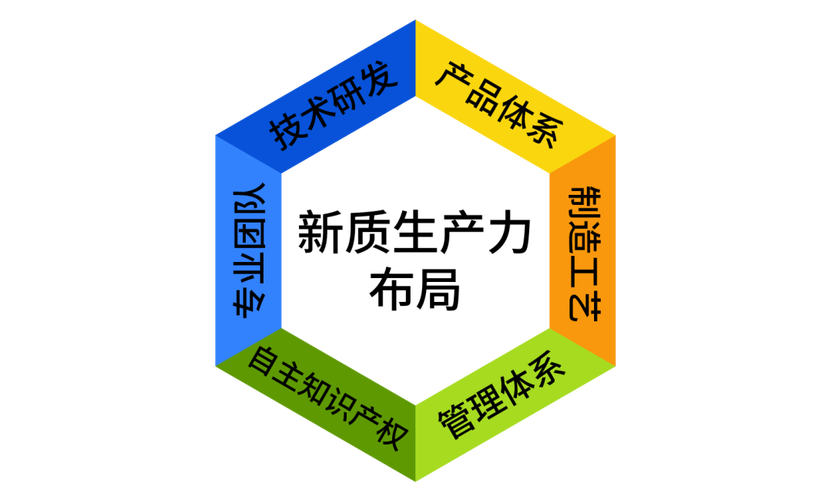 技术研发
产品体系
专业团队
制造工艺
新质生产力
布局
自主知识产权
管理体系